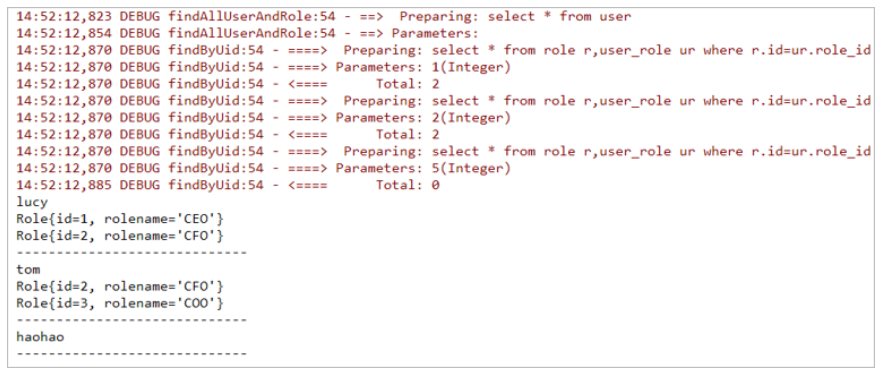 14:52:12,823 DEBUG findAllUserAndRole:54 - ==>  Preparing: select * from user
14:52:12,854 DEBUG findAllUserAndRole:54 - ==> Parameters:
14:52:12,870 DEBUG findByUid:54 - ====>  Preparing: select * from role r,user_role ur where r.id=ur.role_id
14:52:12,870 DEBUG findByUid:54 - ====> Parameters: 1(Integer)
14:52:12,870 DEBUG findByUid:54 - <====      Total: 2
14:52:12,870 DEBUG findByUid:54 - ====>  Preparing: select * from role r,user_role ur where r.id=ur.role_id
14:52:12,870 DEBUG findByUid:54 - ====> Parameters: 2(Integer)
14:52:12,870 DEBUG findByUid:54 - <====      Total: 2
14:52:12,870 DEBUG findByUid:54 - ====>  Preparing: select * from role r,user_role ur where r.id=ur.role_id
14:52:12,870 DEBUG findByUid:54 - ====> Parameters: 5(Integer)
14:52:12,885 DEBUG findByUid:54 - <====      Total: 0
lucy
Role{id=1, rolename='CEO'}
Role{id=2, rolename='CFO'}
-----------------------------
tom
Role{id=2, rolename='CFO'}
Role{id=3, rolename='COO'}
-----------------------------
haohao
-----------------------------